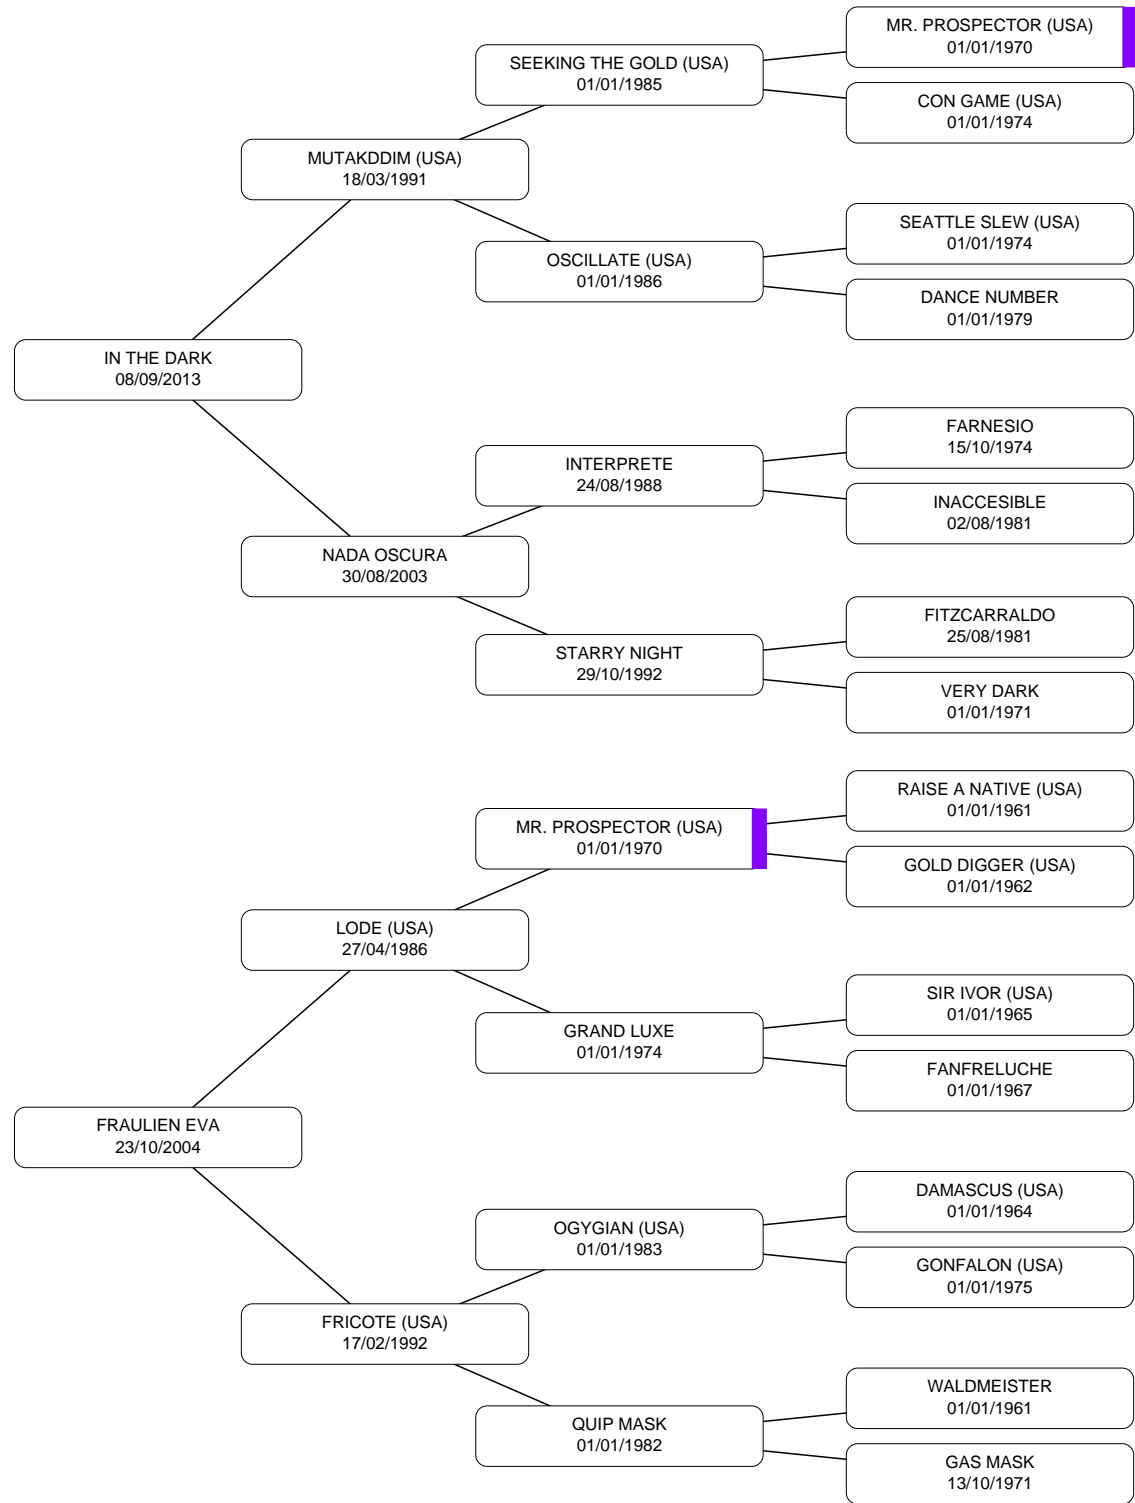 MR. PROSPECTOR (USA)
01/01/1970
SEEKING THE GOLD (USA)
01/01/1985
CON GAME (USA)
01/01/1974
MUTAKDDIM (USA)
18/03/1991
SEATTLE SLEW (USA)
01/01/1974
OSCILLATE (USA)
01/01/1986
DANCE NUMBER
01/01/1979
IN THE DARK
08/09/2013
FARNESIO
15/10/1974
INTERPRETE
24/08/1988
INACCESIBLE
02/08/1981
NADA OSCURA
30/08/2003
FITZCARRALDO
25/08/1981
STARRY NIGHT
29/10/1992
VERY DARK
01/01/1971
RAISE A NATIVE (USA)
01/01/1961
MR. PROSPECTOR (USA)
01/01/1970
GOLD DIGGER (USA)
01/01/1962
LODE (USA)
27/04/1986
SIR IVOR (USA)
01/01/1965
GRAND LUXE
01/01/1974
FANFRELUCHE
01/01/1967
FRAULIEN EVA
23/10/2004
DAMASCUS (USA)
01/01/1964
OGYGIAN (USA)
01/01/1983
GONFALON (USA)
01/01/1975
FRICOTE (USA)
17/02/1992
WALDMEISTER
01/01/1961
QUIP MASK
01/01/1982
GAS MASK
13/10/1971